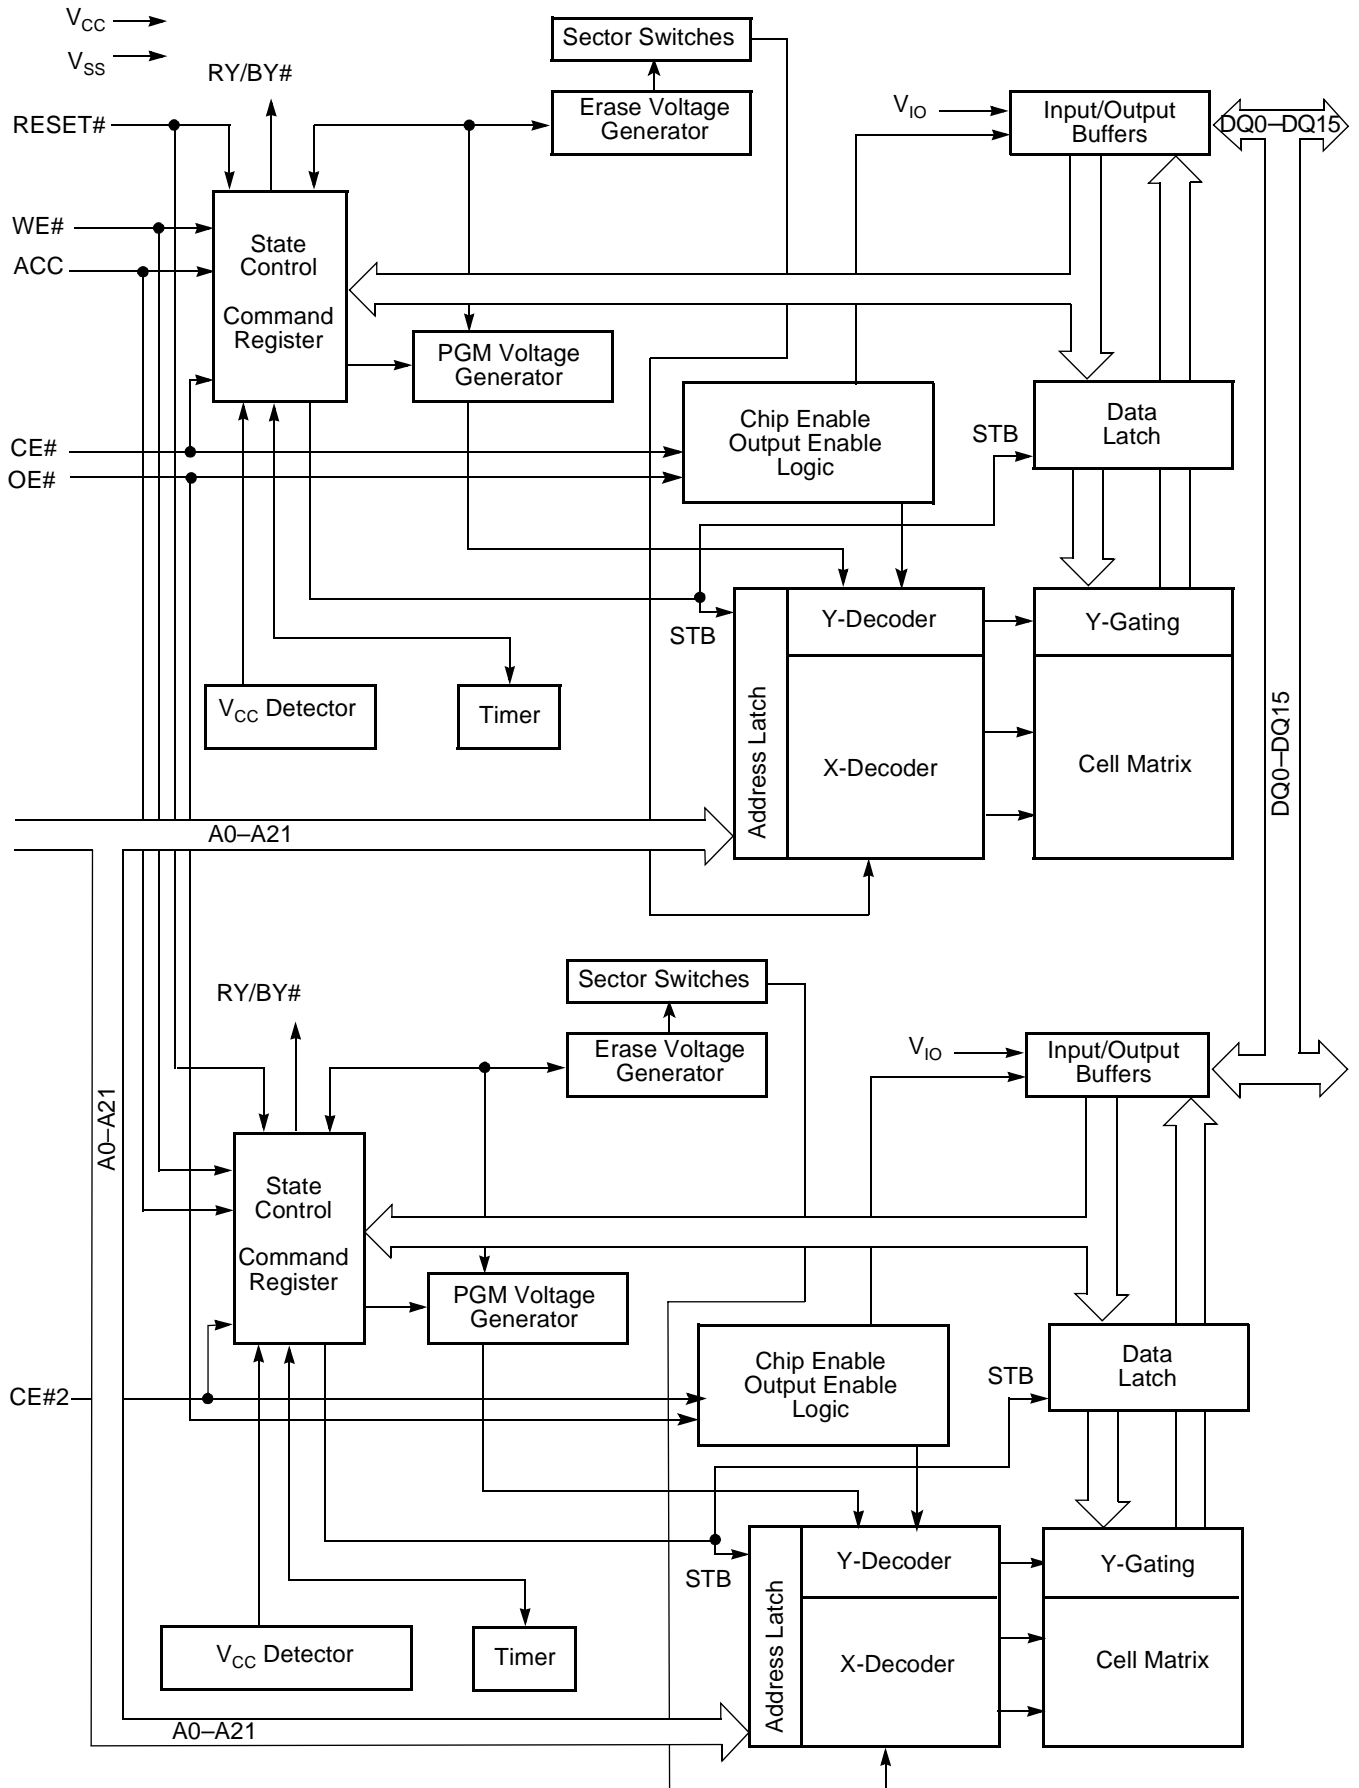 VCC
VSS
RY/BY#
Sector Switches
Erase Voltage
Generator
RESET#
VIO
Input/Output
Buffers
DQ0–DQ15
WE#
ACC
State
Control
Command
Register
PGM Voltage
Generator
CE#
OE#
Chip Enable
Output Enable
Logic
STB
Data
Latch
STB
Address Latch
Y-Decoder
X-Decoder
Y-Gating
Cell Matrix
DQ0–DQ15
VCC Detector
Timer
A0–A21
RY/BY#
Sector Switches
Erase Voltage
Generator
VIO
Input/Output
Buffers
A0–A21
State
Control
Command
Register
PGM Voltage
Generator
CE#2
Chip Enable
Output Enable
Logic
STB
Data
Latch
STB
Address Latch
Y-Decoder
X-Decoder
Y-Gating
Cell Matrix
VCC Detector
Timer
A0–A21